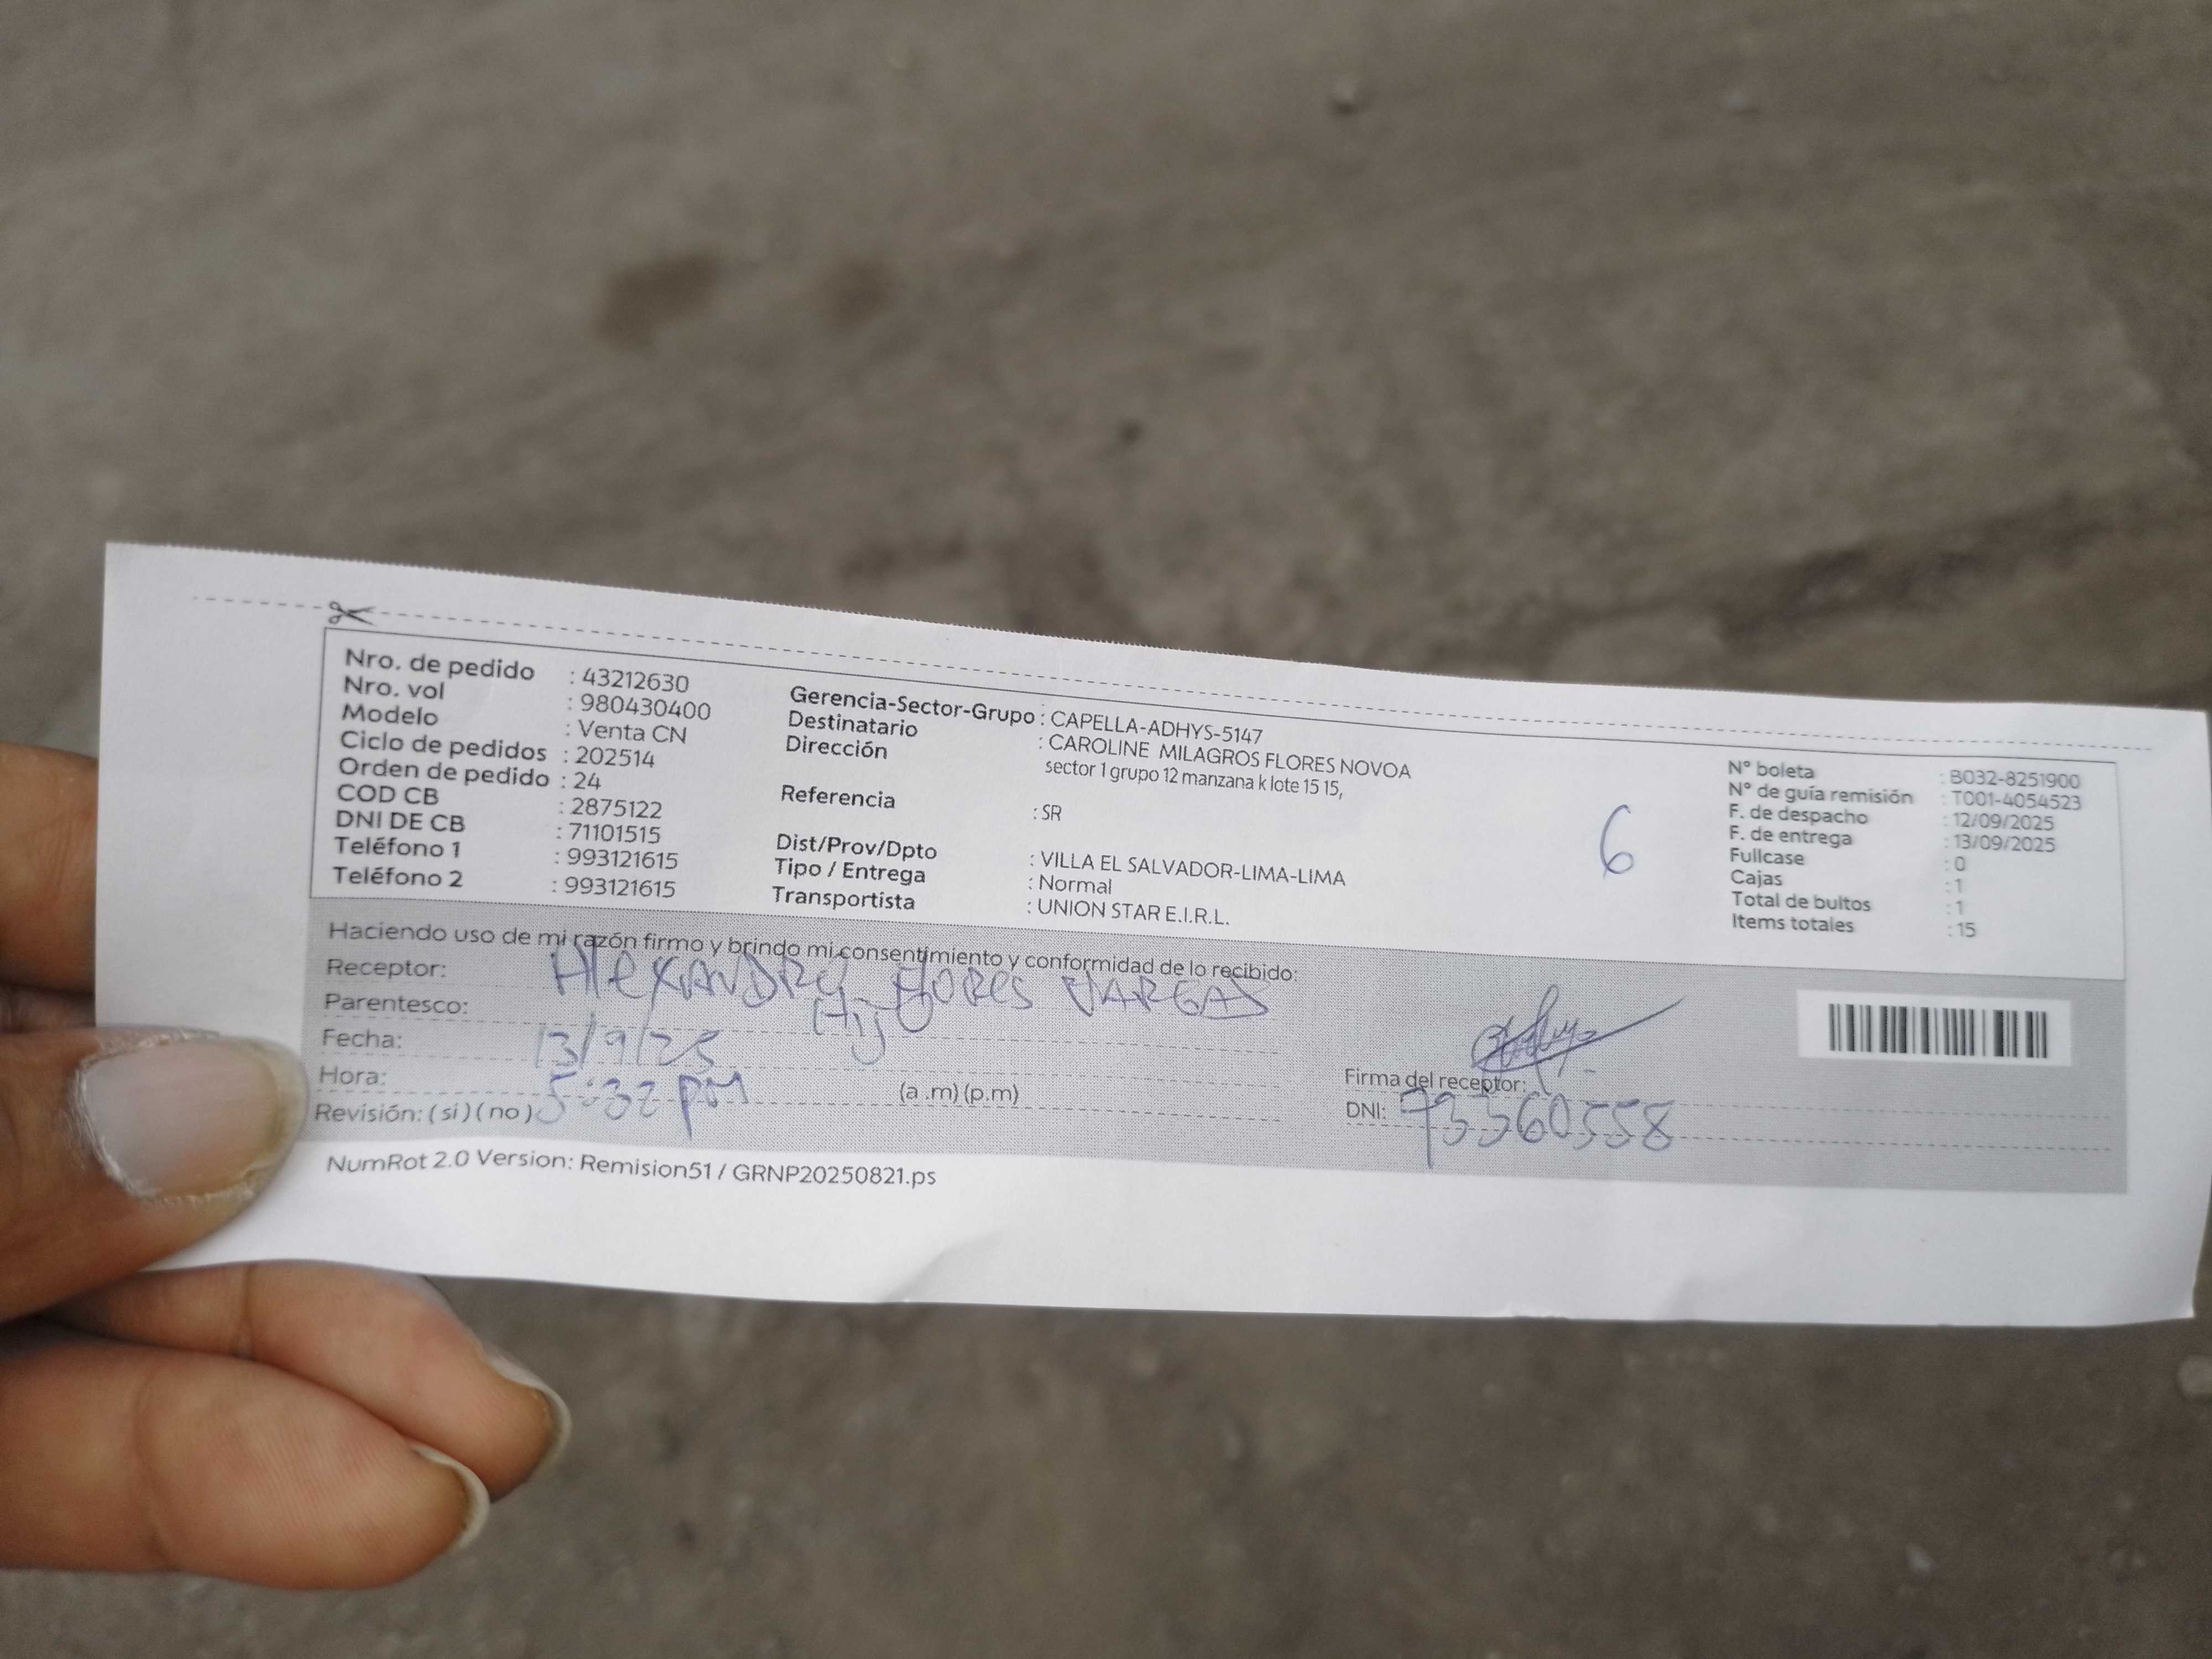 Nro. de pedido : 43212630
Nro. vol : 980430400
Modelo : Venta CN
Ciclo de pedidos : 202514
Orden de pedido : 24
COD CB : 2875122
DNI DE CB : 71101515
Teléfono 1 : 993121615
Teléfono 2 : 993121615
Gerencia-Sector-Grupo : CAPELLA-ADHYS-5147
Destinatario : CAROLINE MILAGROS FLORES NOVOA
Dirección sector 1 grupo 12 manzana k lote 15 15,
Referencia : SR
Dist/Prov/Dpto : VILLA EL SALVADOR-LIMA-LIMA
Tipo / Entrega : Normal
Transportista : UNION STAR E.I.R.L.
6
N° boleta : B032-8251900
N° de guía remisión : T001-4054523
F. de despacho : 12/09/2025
F. de entrega : 13/09/2025
Fullcase : 0
Cajas : 1
Total de bultos : 1
Items totales : 15
Haciendo uso de mi razón firmo y brindo mi consentimiento y conformidad de lo recibido:
Receptor: Flores VARGAS
Parentesco: Hijo
Fecha: 13/9/25
Hora: 5:32 pm (a .m) (p.m)
Revisión: ( si ) ( no )
Firma del receptor:
DNI: 73360558
NumRot 2.0 Version: Remision51 / GRNP20250821.ps